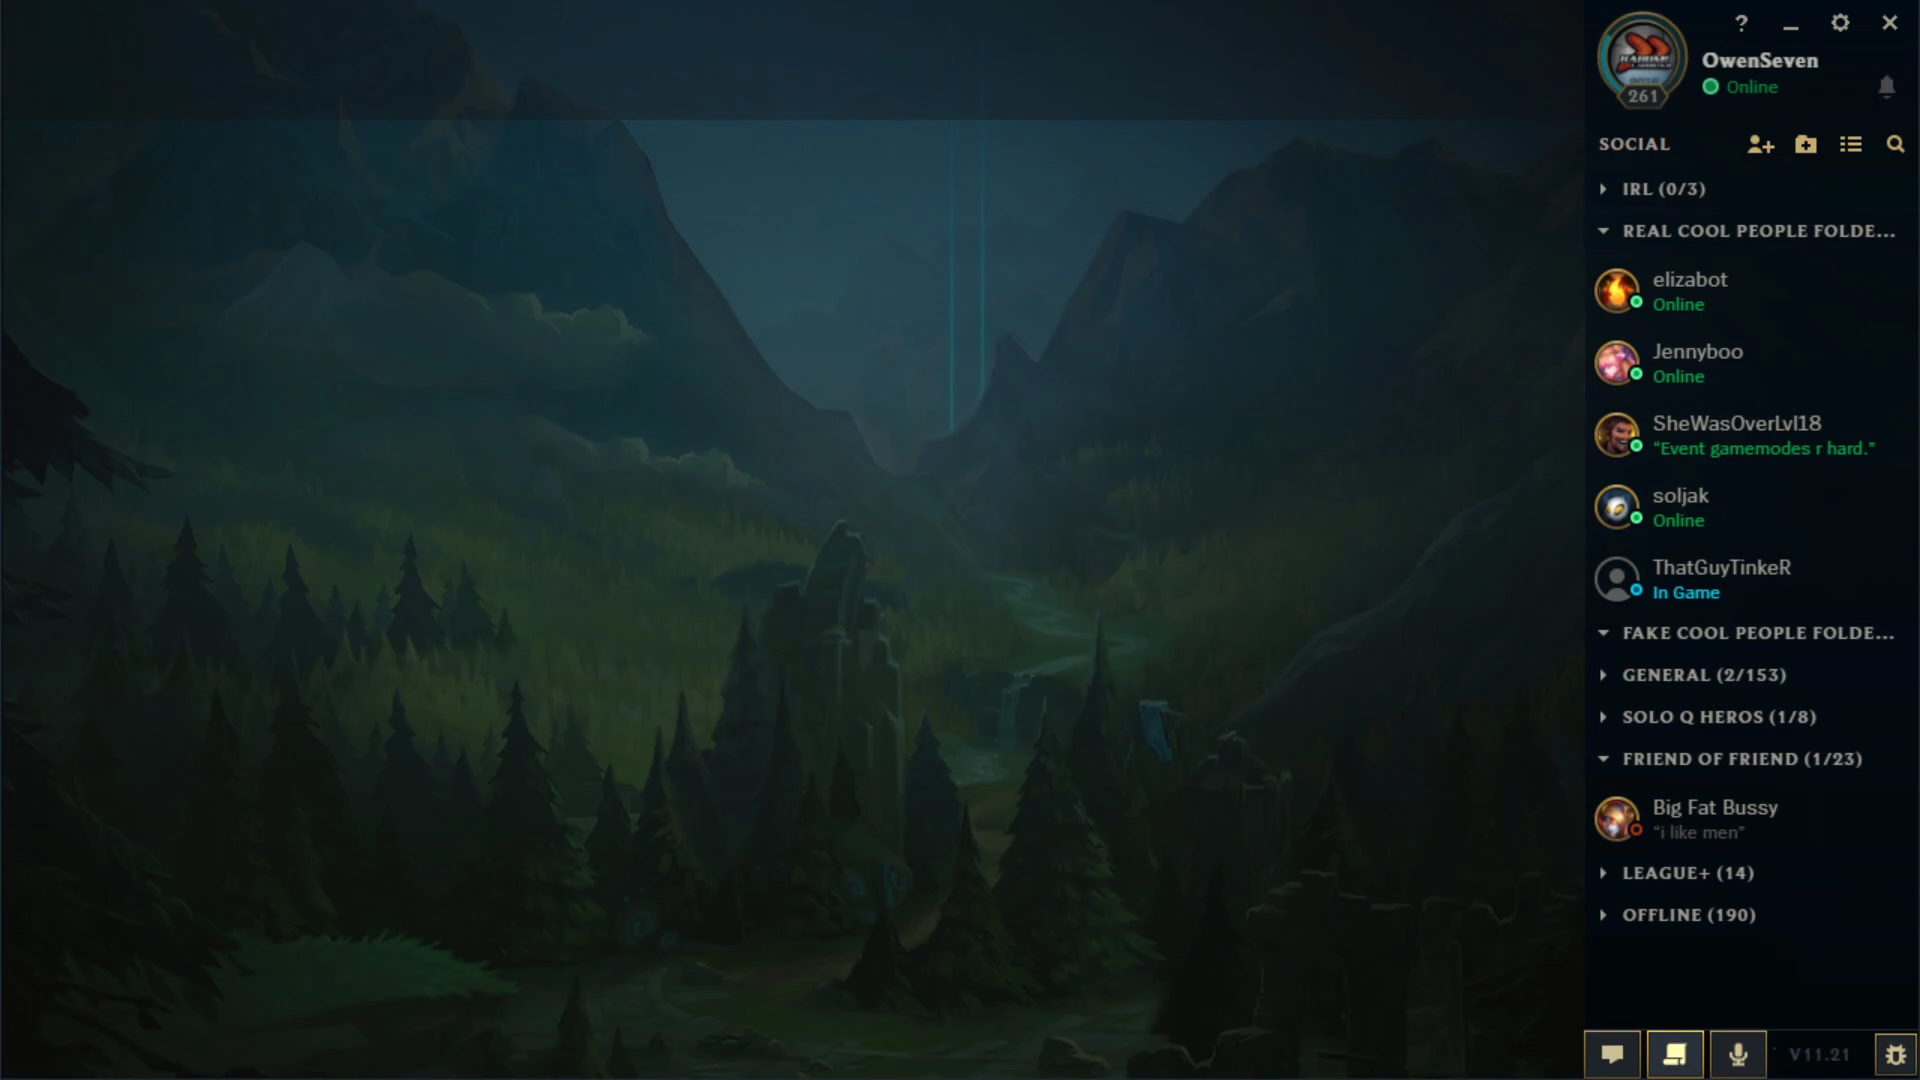 ?
OwenSeven
Online
261
SOCIAL
IRL (0/3)
REAL COOL PEOPLE FOLDE...
elizabot
Online
Jennyboo
Online
SheWasOverLvl18
“Event gamemodes r hard.”
soljak
Online
ThatGuyTinkeR
In Game
FAKE COOL PEOPLE FOLDE...
GENERAL (2/153)
SOLO Q HEROS (1/8)
FRIEND OF FRIEND (1/23)
Big Fat Bussy
“i like men”
LEAGUE+ (14)
OFFLINE (190)
V11.21